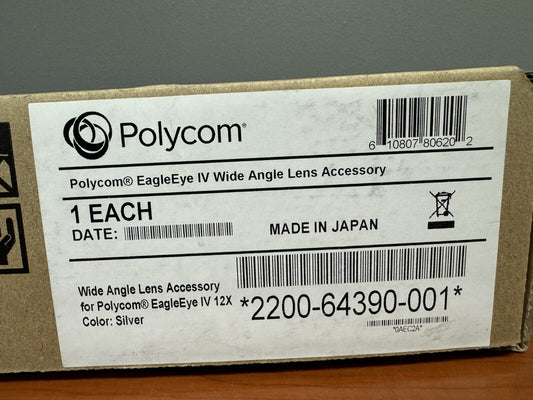 Polycom®
6 10807 80620 2
Polycom® EagleEye IV Wide Angle Lens Accessory
1 EACH
DATE:
MADE IN JAPAN
Wide Angle Lens Accessory
for Polycom® EagleEye IV 12X
Color: Silver
*2200-64390-001*
*0AEC2A*